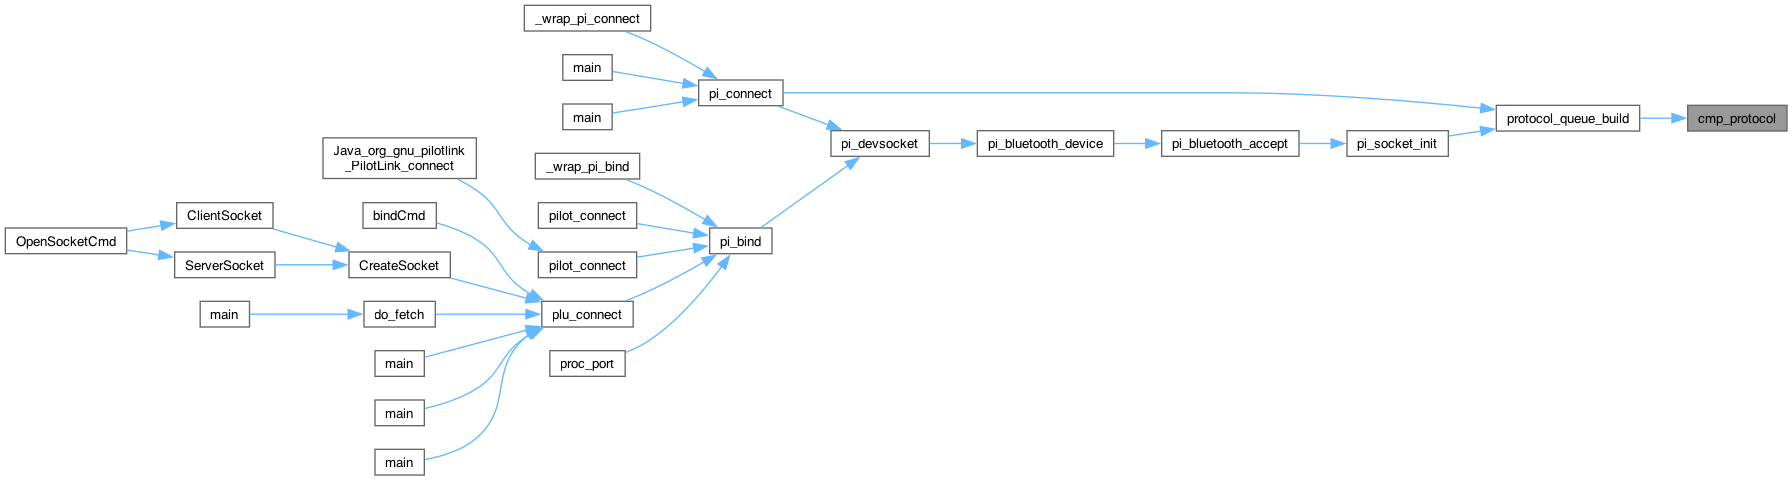 _wrap_pi_connect
main
pi_connect
main
protocol_queue_build
cmp_protocol
pi_devsocket
pi_bluetooth_device
pi_bluetooth_accept
pi_socket_init
Java_org_gnu_pilotlink
_PilotLink_connect
_wrap_pi_bind
ClientSocket
bindCmd
pilot_connect
OpenSocketCmd
pi_bind
ServerSocket
CreateSocket
pilot_connect
main
do_fetch
plu_connect
main
proc_port
main
main